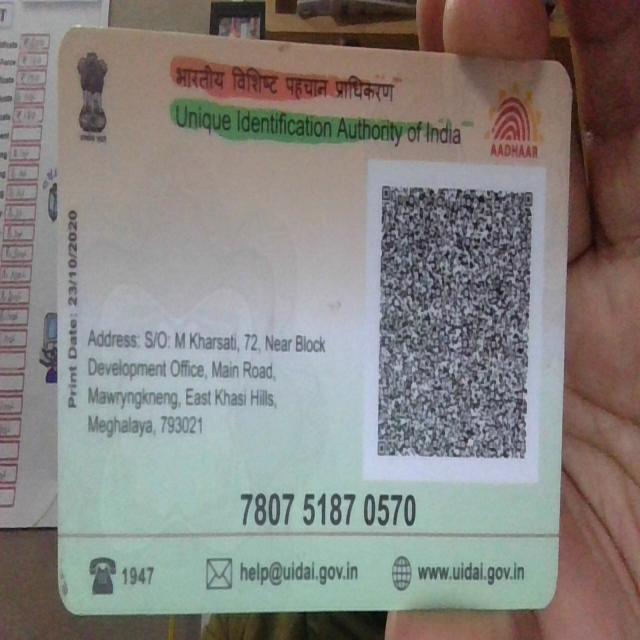 भारतीय विशिष्ट पहचान प्राधिकरण
Unique Identification Authority of India
AADHAAR
Print Date: 23/10/2020
Address: S/O: M Kharsati, 72, Near Block
Development Office, Main Road,
Mawryngkneng, East Khasi Hills,
Meghalaya, 793021
7807 5187 0570
1947
help@uidai.gov.in
www.uidai.gov.in